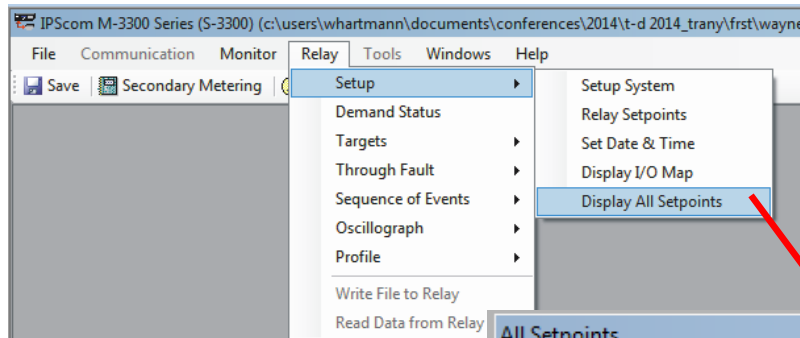 IPScom M-3300 Series (S-3300) (c:\users\whartmann\documents\conferences\2014\t-d 2014_trany\frst\wayne
File Communication Monitor Relay Tools Windows Help
Save Secondary Metering
Setup
Demand Status
Targets
Through Fault
Sequence of Events
Oscillograph
Profile
Write File to Relay
Read Data from Relay
Setup System
Relay Setpoints
Set Date & Time
Display I/O Map
Display All Setpoints
All Setpoints